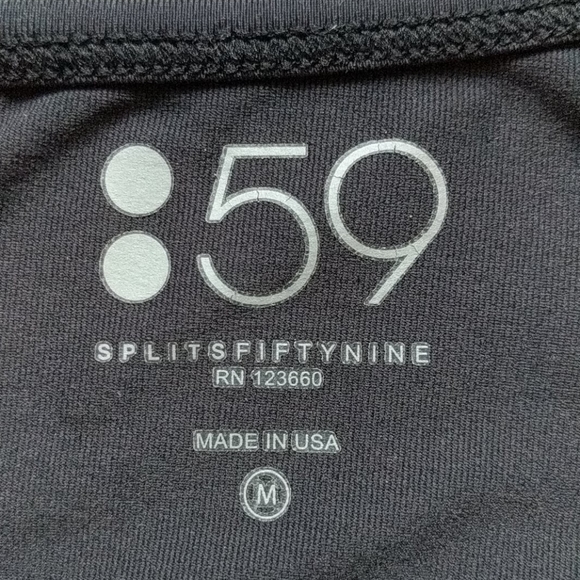 :59
SPLITSFIFTYNINE
RN 123660
MADE IN USA
M